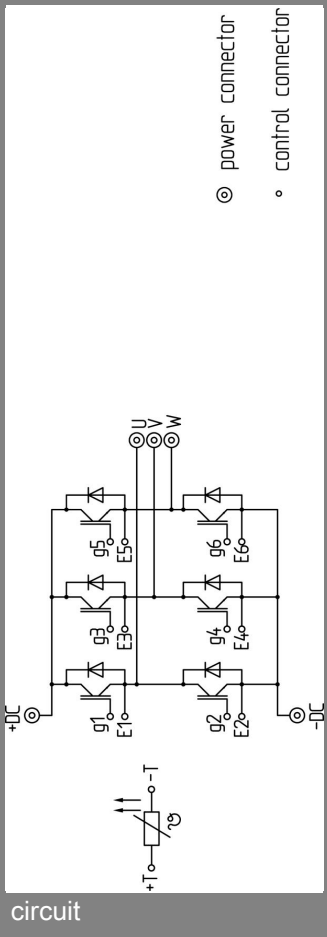 power connector
control connector
U
V
W
g5
E5
g6
E6
g3
E3
g4
E4
g1
E1
g2
E2
+DC
-DC
-T
+T
ϑ
circuit